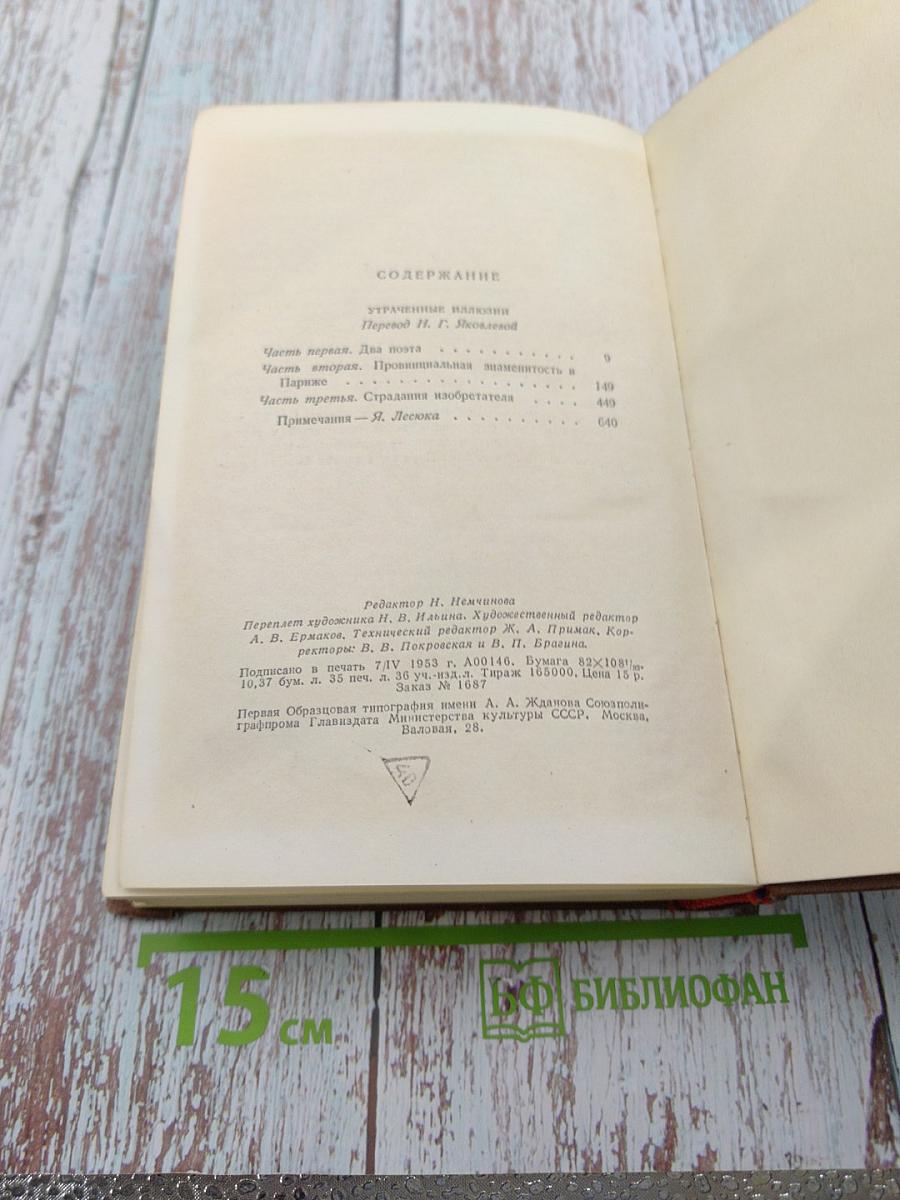 СОДЕРЖАНИЕ
УТРАЧЕННЫЕ ИЛЛЮЗИИ
Перевод Н. Г. Яковлевой
Часть первая. Два поэта . . . . . . . . . . . 9
Часть вторая. Провинциальная знаменитость в
Париже . . . . . . . . . . . . . . . . . . 149
Часть третья. Страдания изобретателя . . . . 449
Примечания — Я. Лесюка . . . . . . . . . . 640
Редактор Н. Немчинова
Переплет художника Н. В. Ильина. Художественный редактор
А. В. Ермаков. Технический редактор Ж. А. Примак. Кор-
ректоры: В. В. Покровская и В. П. Брагина.
Подписано в печать 7/IV 1953 г. А00146. Бумага 82×108¹/₃₂.
10,37 бум. л. 35 печ. л. 36 уч.-изд.л. Тираж 165000. Цена 15 р.
Заказ № 1687
Первая Образцовая типография имени А. А. Жданова Союзполи-
графпрома Главиздата Министерства культуры СССР. Москва,
Валовая, 28.
40
15 см
БФ БИБЛИОФАН